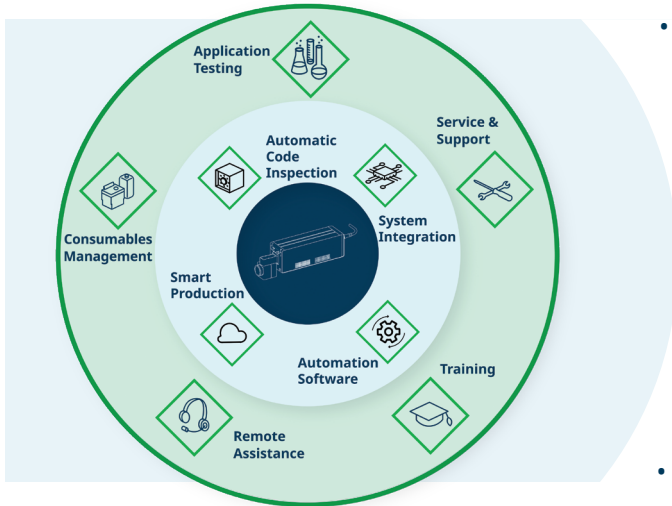 Application
Testing
Service &
Support
Automatic
Code
Inspection
System
Integration
Consumables
Management
Smart
Production
Automation
Software
Training
Remote
Assistance